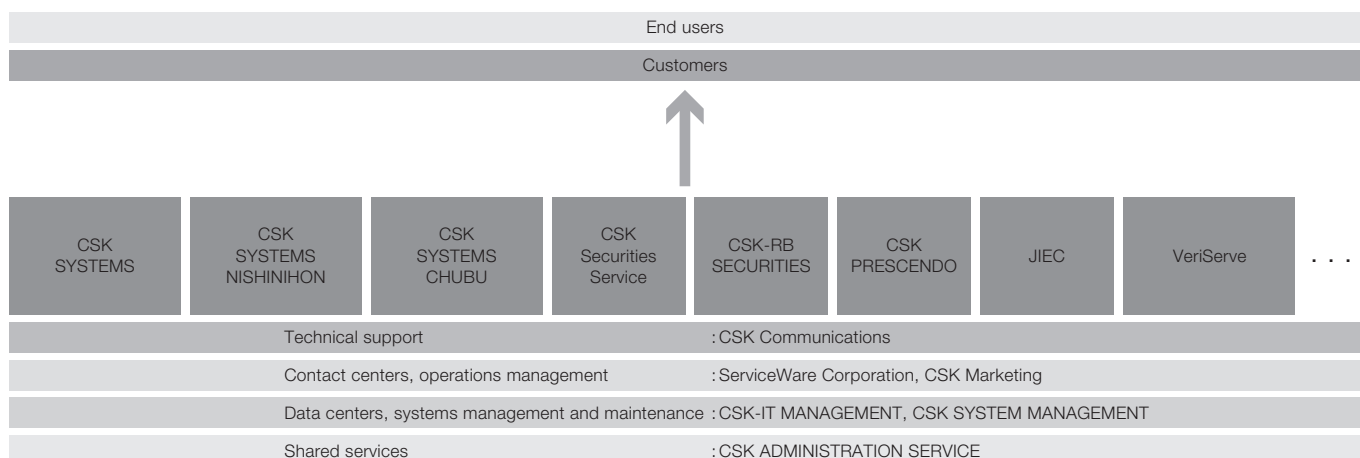 End users
Customers
CSK
SYSTEMS
CSK
SYSTEMS
NISHINIHON
CSK
SYSTEMS
CHUBU
CSK
Securities
Service
CSK-RB
SECURITIES
CSK
PRESCENDO
JIEC
VeriServe
. . .
Technical support : CSK Communications
Contact centers, operations management : ServiceWare Corporation, CSK Marketing
Data centers, systems management and maintenance : CSK-IT MANAGEMENT, CSK SYSTEM MANAGEMENT
Shared services : CSK ADMINISTRATION SERVICE